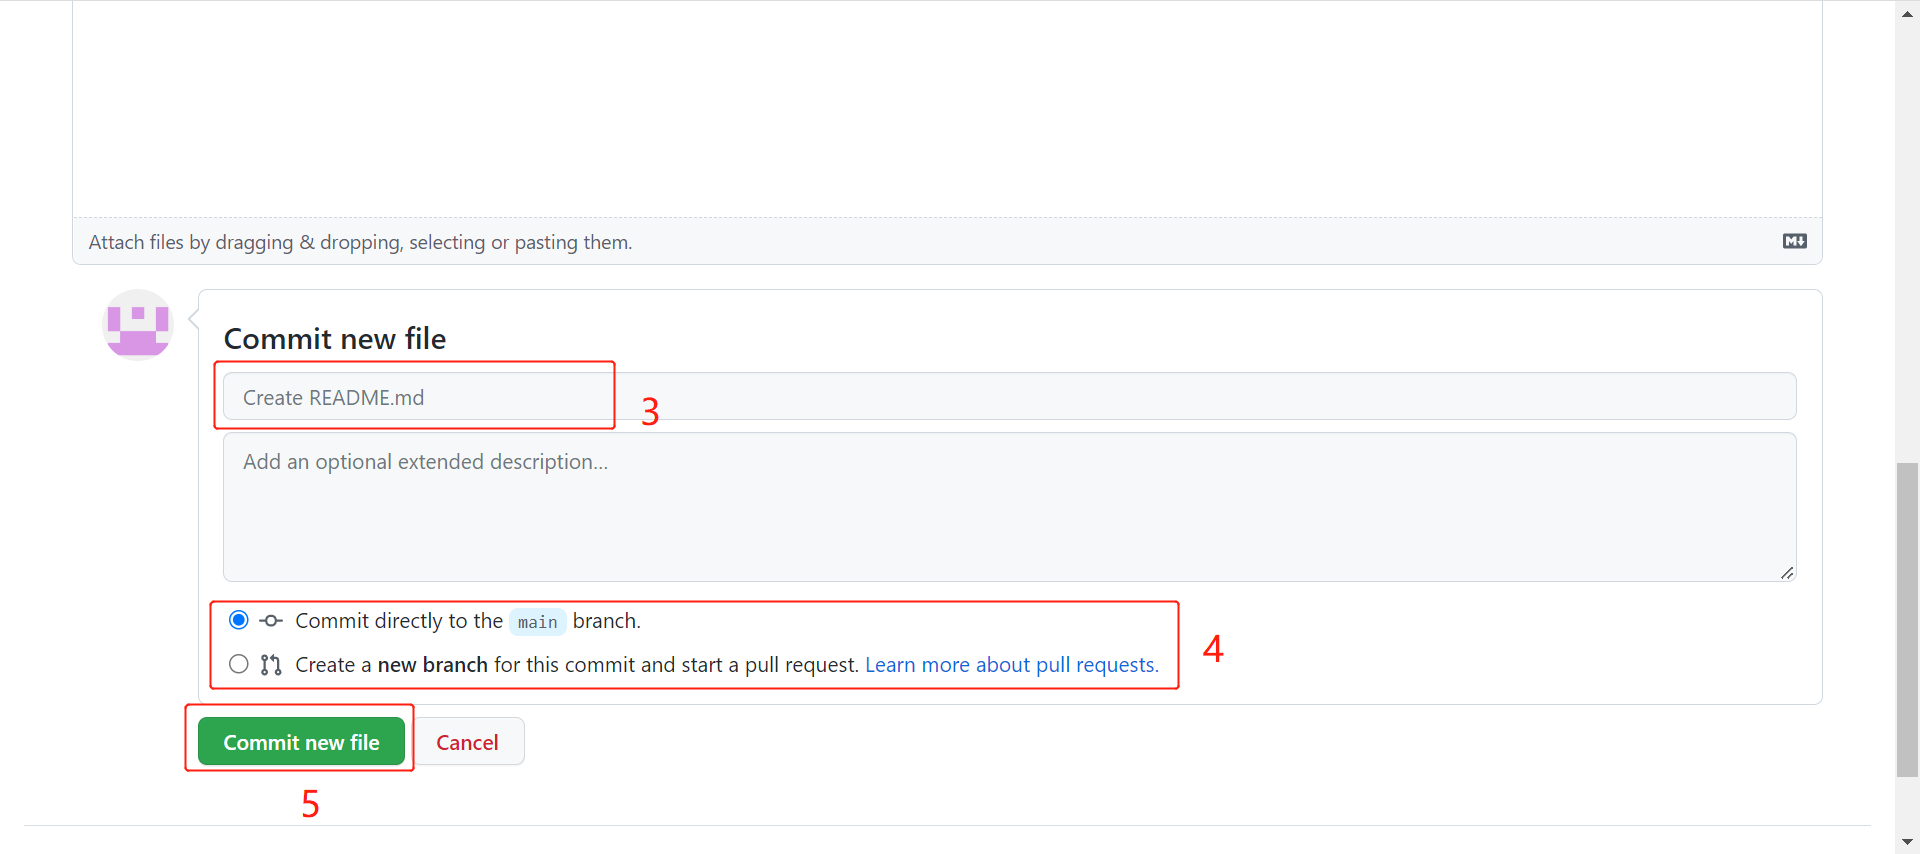 Attach files by dragging & dropping, selecting or pasting them.
M
Commit new file
Create README.md
3
Add an optional extended description...
Commit directly to the main branch.
Create a new branch for this commit and start a pull request. Learn more about pull requests.
4
Commit new file
Cancel
5